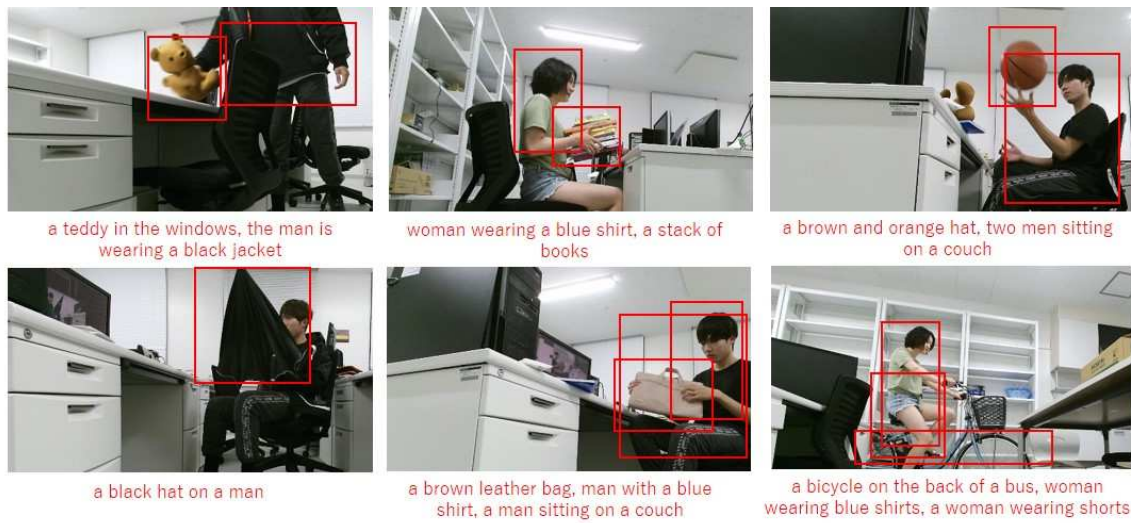 a teddy in the windows, the man is
wearing a black jacket
woman wearing a blue shirt, a stack of
books
a brown and orange hat, two men sitting
on a couch
a black hat on a man
a brown leather bag, man with a blue
shirt, a man sitting on a couch
a bicycle on the back of a bus, woman
wearing blue shirts, a woman wearing shorts